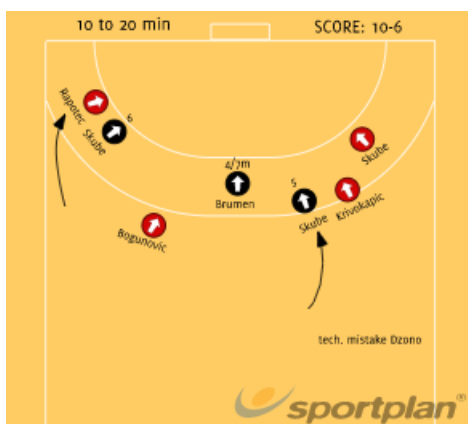 10 to 20 min
SCORE: 10-6
Rapotec
Skube
6
Skube
4/7m
Brumen
5
Skube
Krivokapic
Bogunovic
tech. mistake Dzono
sportplan®